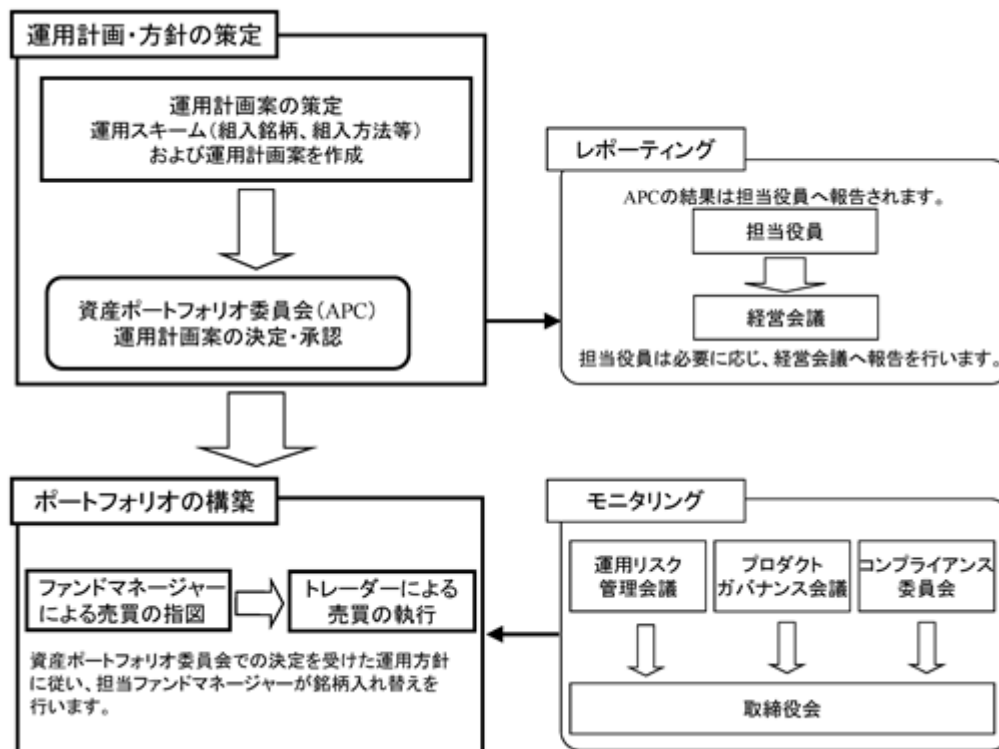 運用計画・方針の策定
運用計画案の策定
運用スキーム(組入銘柄、組入方法等)
および運用計画案を作成
資産ポートフォリオ委員会(APC)
運用計画案の決定・承認
レポーティング
APCの結果は担当役員へ報告されます。
担当役員
経営会議
担当役員は必要に応じ、経営会議へ報告を行います。
ポートフォリオの構築
ファンドマネージャー
による売買の指図
トレーダーによる
売買の執行
資産ポートフォリオ委員会での決定を受けた運用方針
に従い、担当ファンドマネージャーが銘柄入れ替えを
行います。
モニタリング
運用リスク
管理会議
プロダクト
ガバナンス会議
コンプライアンス
委員会
取締役会